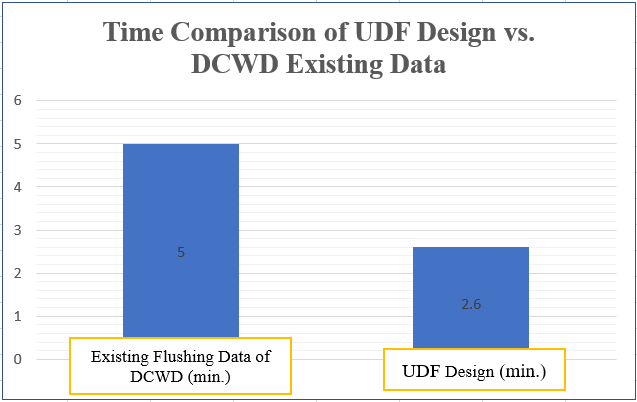 Time Comparison of UDF Design vs.
DCWD Existing Data
6
5
4
3
2
1
0
5
2.6
Existing Flushing Data of
DCWD (min.)
UDF Design (min.)